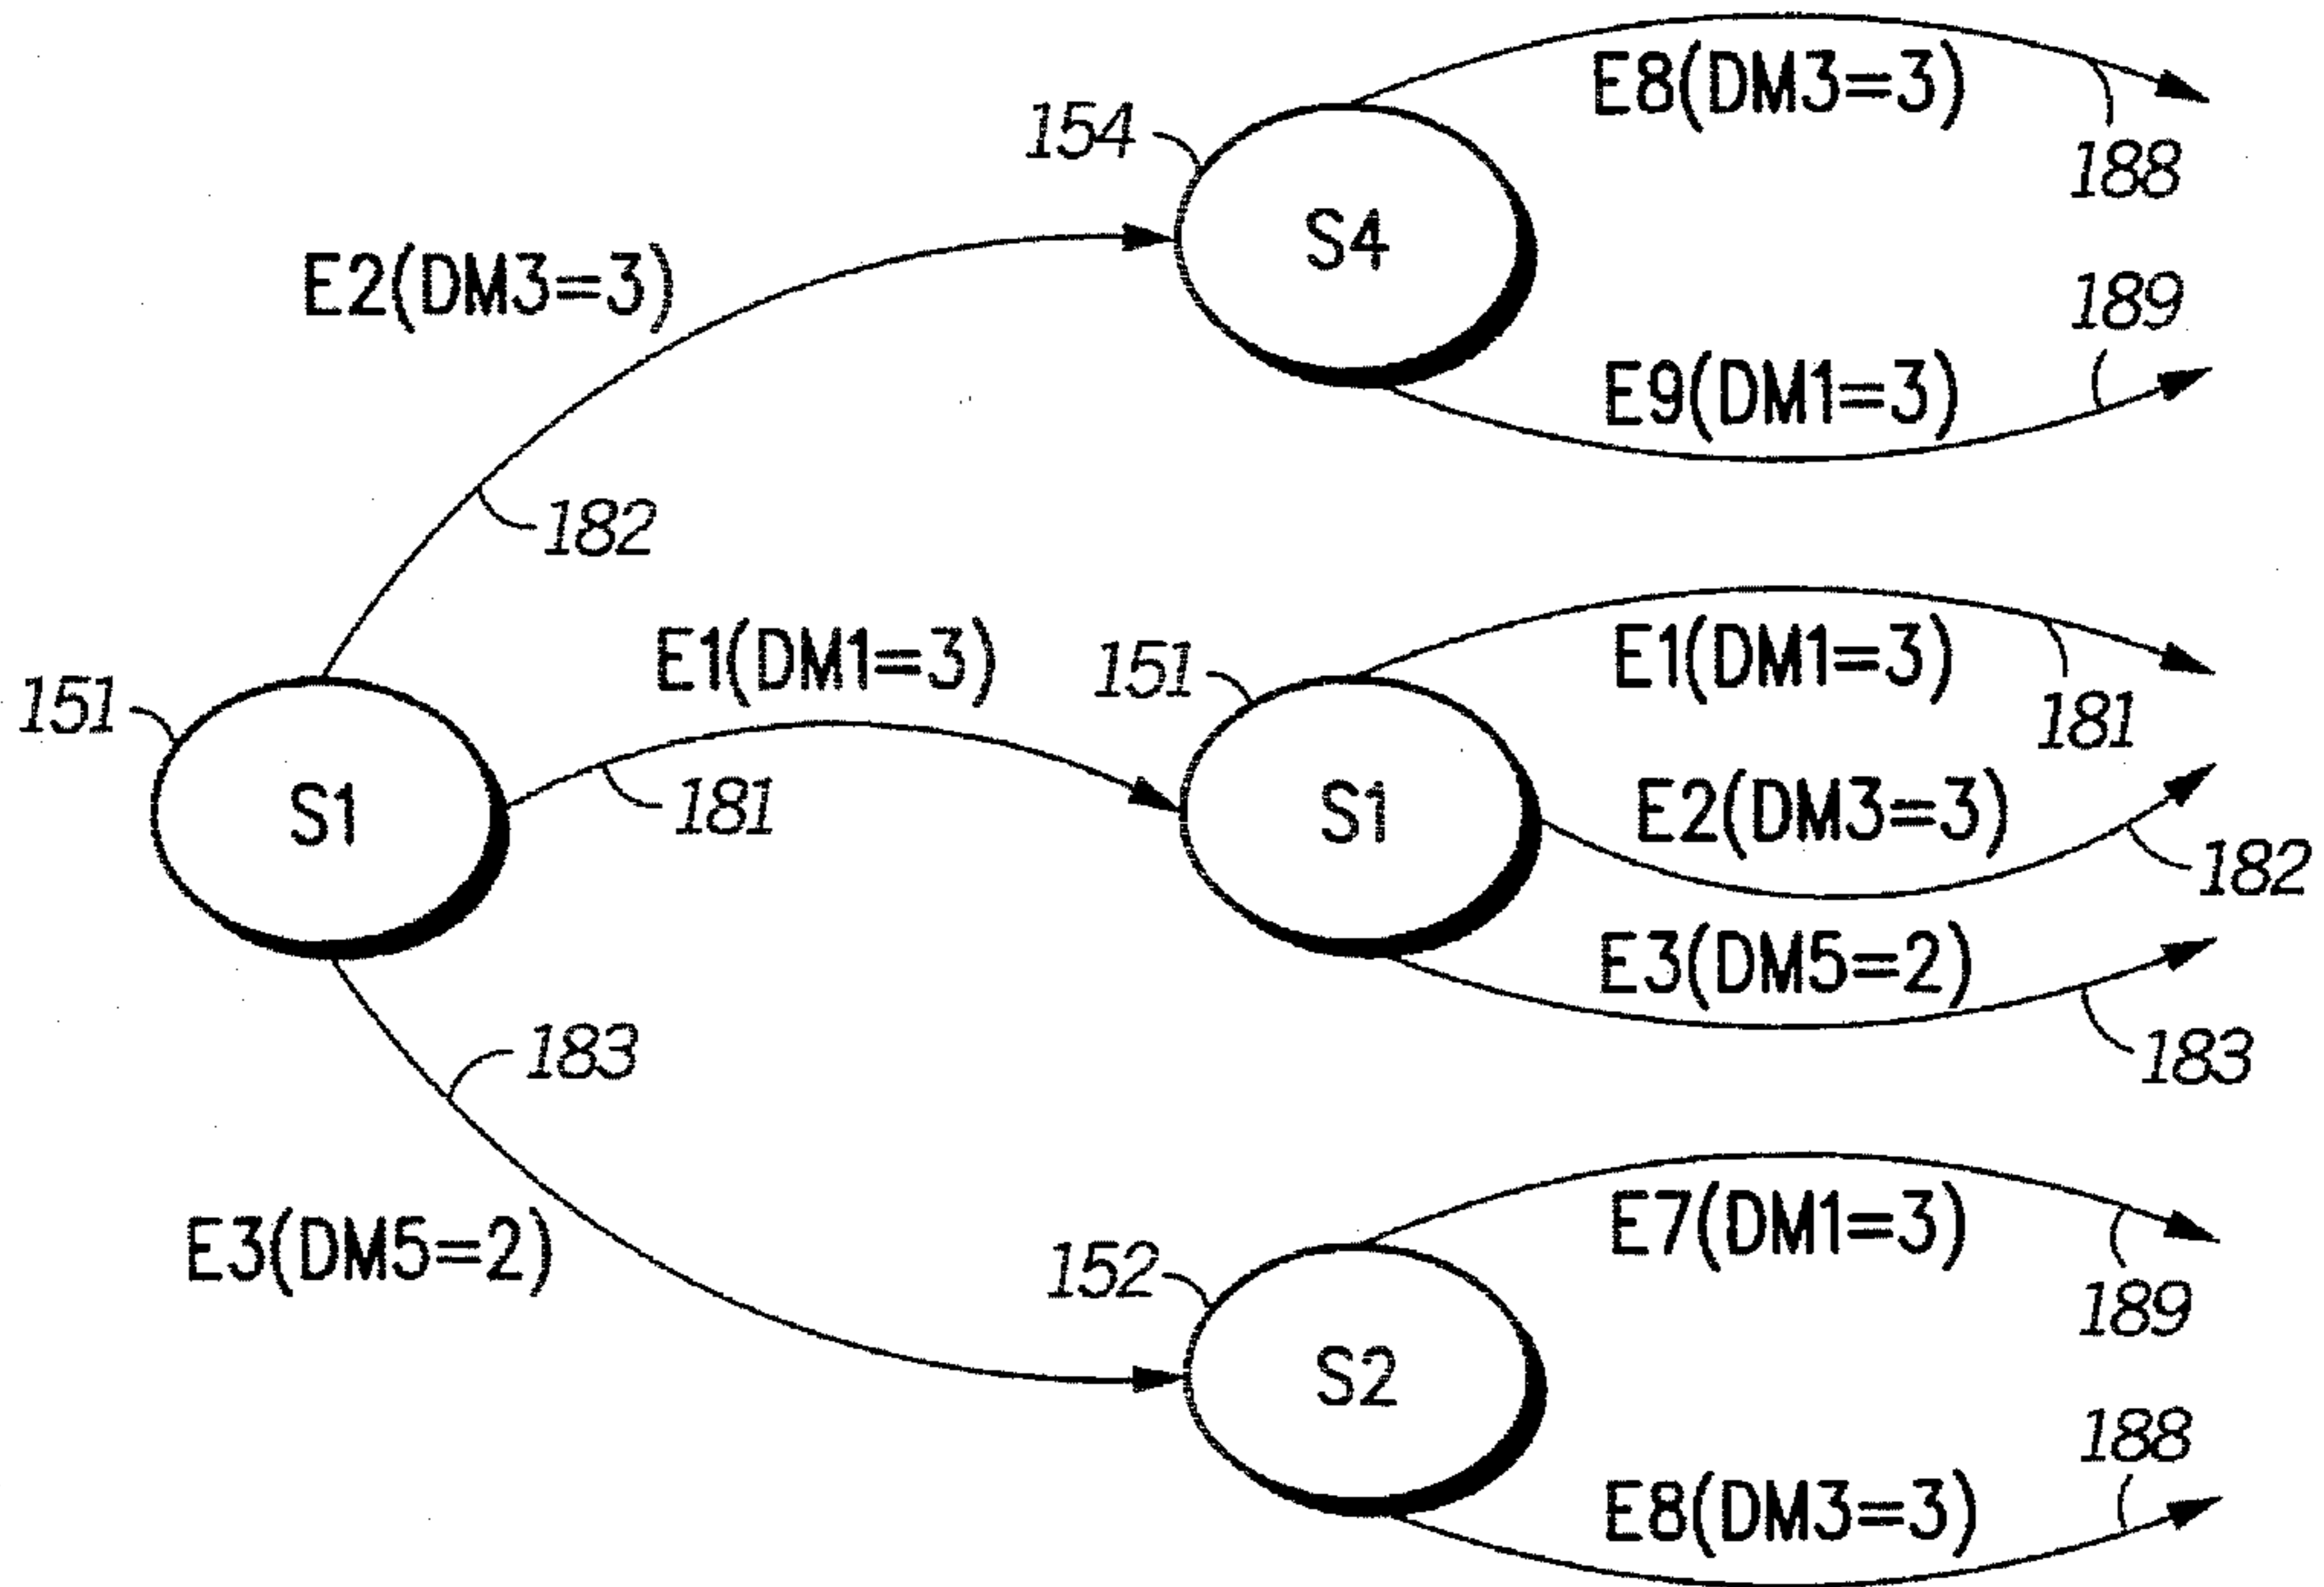 E8(DM3=3)
154
188
S4
E2(DM3=3)
189
E9(DM1=3)
182
E1(DM1=3)
151
E1(DM1=3)
151
181
S1
181
S1
E2(DM3=3)
182
E3(DM5=2)
183
183
E3(DM5=2)
E7(DM1=3)
152
189
S2
188
E8(DM3=3)